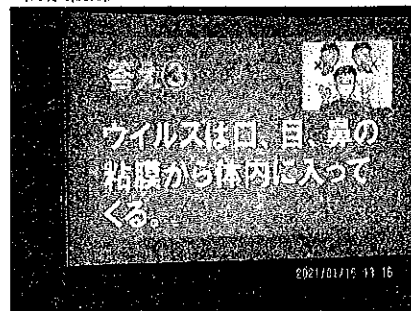 答え③
ウイルスは口、目、鼻の
粘膜から体内に入って
くる。
2021/01/15 11 16